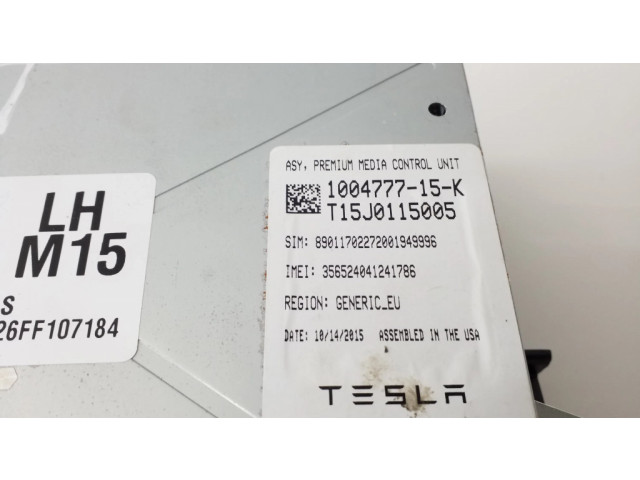 LH
M15
S
26FF107184
ASY, PREMIUM MEDIA CONTROL UNIT
1004777-15-K
T15J0115005
SIM: 89011702272001949996
IMEI: 356524041241786
REGION: GENERIC_EU
DATE: 10/14/2015 ASSEMBLED IN THE USA
TESLA